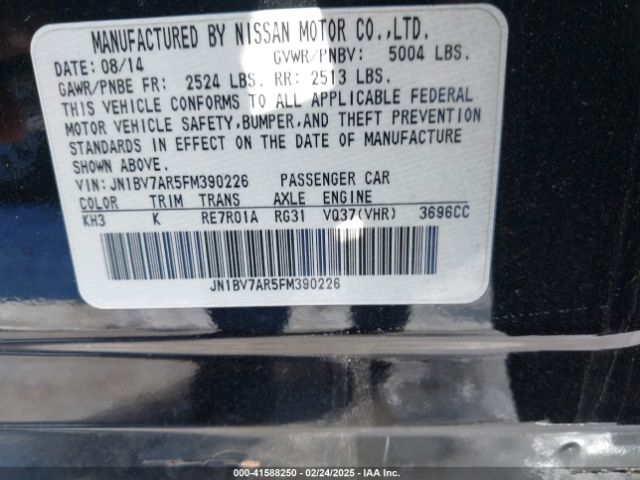 MANUFACTURED BY NISSAN MOTOR CO.,LTD.
DATE: 08/14 GVWR/PNBV: 5004 LBS.
GAWR/PNBE FR: 2524 LBS. RR: 2513 LBS.
THIS VEHICLE CONFORMS TO ALL APPLICABLE FEDERAL
MOTOR VEHICLE SAFETY,BUMPER,AND THEFT PREVENTION
STANDARDS IN EFFECT ON THE DATE OF MANUFACTURE
SHOWN ABOVE.
VIN: JN1BV7AR5FM390226 PASSENGER CAR
COLOR TRIM TRANS AXLE ENGINE
KH3 K RE7R01A RG31 VQ37(VHR) 3696CC
JN1BV7AR5FM390226
000-41588250 - 02/24/2025 - IAA Inc.